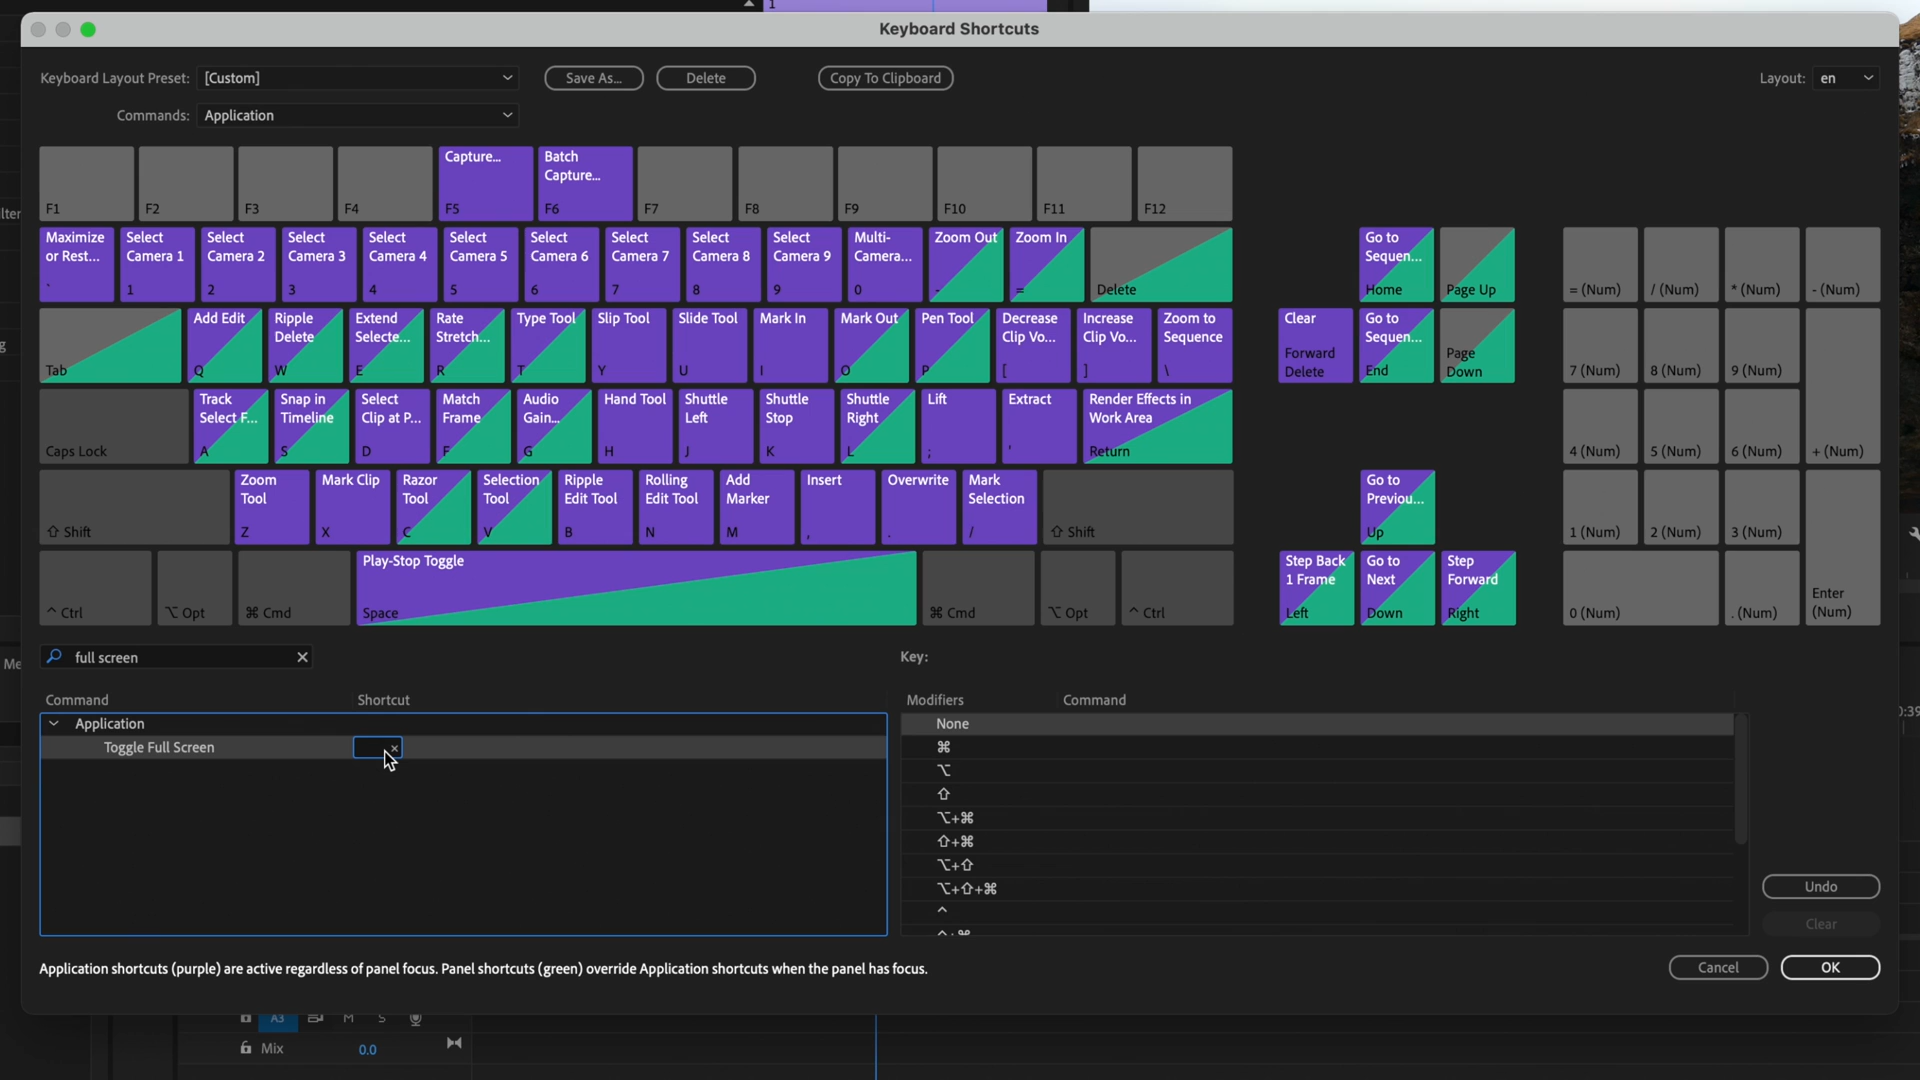 1
Keyboard Shortcuts
Keyboard Layout Preset: [Custom] Save As... Delete Copy To Clipboard Layout: en
Commands: Application
Capture... Batch
Capture...
F1 F2 F3 F4 F5 F6 F7 F8 F9 F10 F11 F12
Maximize Select Select Select Select Select Select Select Select Select Multi- Zoom Out Zoom In Go to
or Rest... Camera 1 Camera 2 Camera 3 Camera 4 Camera 5 Camera 6 Camera 7 Camera 8 Camera 9 Camera... Sequen...
` 1 2 3 4 5 6 7 8 9 0 - = Delete Home Page Up = (Num) / (Num) * (Num) - (Num)
Add Edit Ripple Extend Rate Type Tool Slip Tool Slide Tool Mark In Mark Out Pen Tool Decrease Increase Zoom to Clear Go to
Delete Selecte... Stretch... Clip Vo... Clip Vo... Sequence Sequen...
Forward Page
Tab Q W E R T Y U I O P [ ] \ Delete End Down 7 (Num) 8 (Num) 9 (Num)
Track Snap in Select Match Audio Hand Tool Shuttle Shuttle Shuttle Lift Extract Render Effects in
Select F... Timeline Clip at P... Frame Gain... Left Stop Right Work Area
Caps Lock A S D F G H J K L ; ' Return 4 (Num) 5 (Num) 6 (Num) + (Num)
Zoom Mark Clip Razor Selection Ripple Rolling Add Insert Overwrite Mark Go to
Tool Tool Tool Edit Tool Edit Tool Marker Selection Previou...
⇧ Shift Z X C V B N M , . / ⇧ Shift Up 1 (Num) 2 (Num) 3 (Num)
Play-Stop Toggle Step Back Go to Step
1 Frame Next Forward
Enter
^ Ctrl ⌥ Opt ⌘ Cmd Space ⌘ Cmd ⌥ Opt ^ Ctrl Left Down Right 0 (Num) . (Num) (Num)
full screen × Key:
Command Shortcut Modifiers Command
Application None
Toggle Full Screen × ⌘
⌥
⇧
⌥+⌘
⇧+⌘
⌥+⇧
⌥+⇧+⌘
^
^+⌘
Undo
Clear
Application shortcuts (purple) are active regardless of panel focus. Panel shortcuts (green) override Application shortcuts when the panel has focus.
Cancel OK
A3 M S
Mix 0.0